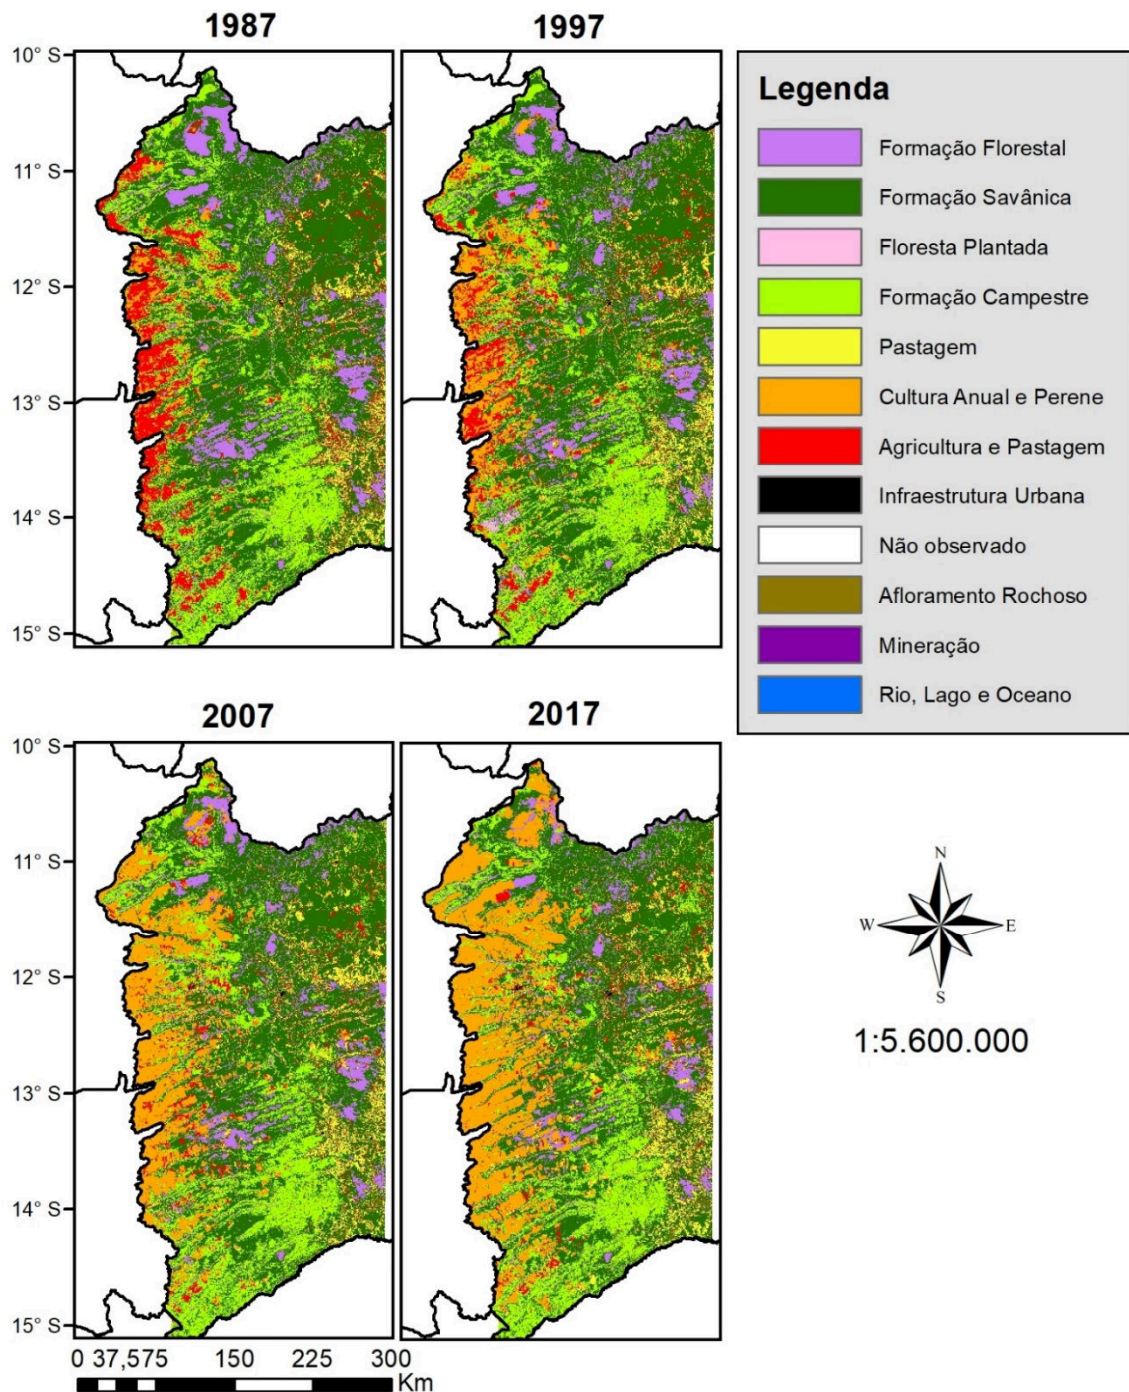 1987
1997
10° S
11° S
12° S
13° S
14° S
15° S
Legenda
Formação Florestal
Formação Savânica
Floresta Plantada
Formação Campestre
Pastagem
Cultura Anual e Perene
Agricultura e Pastagem
Infraestrutura Urbana
Não observado
Afloramento Rochoso
Mineração
Rio, Lago e Oceano
2007
2017
10° S
11° S
12° S
13° S
14° S
15° S
N
W
E
S
1:5.600.000
0 37,575 150 225 300
Km